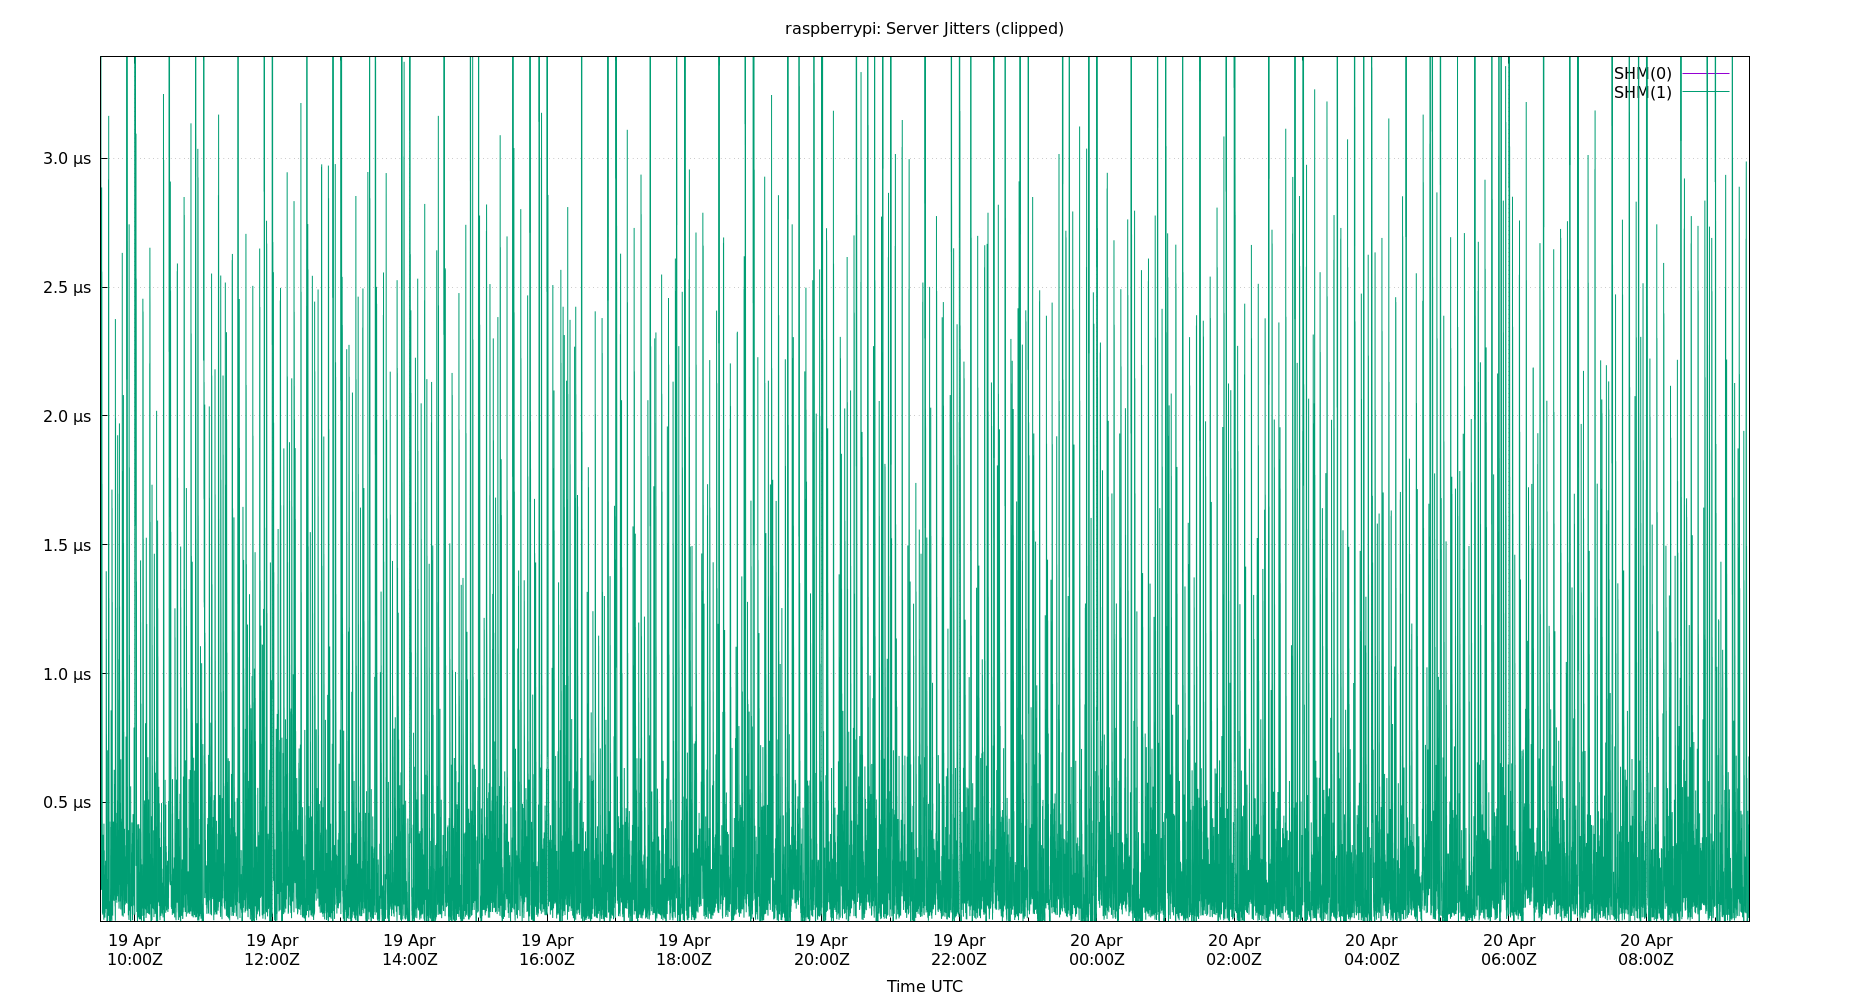 raspberrypi: Server Jitters (clipped)
SHM(0)
SHM(1)
3.0 µs
2.5 µs
2.0 µs
1.5 µs
1.0 µs
0.5 µs
19 Apr 19 Apr 19 Apr 19 Apr 19 Apr 19 Apr 19 Apr 20 Apr 20 Apr 20 Apr 20 Apr 20 Apr
10:00Z 12:00Z 14:00Z 16:00Z 18:00Z 20:00Z 22:00Z 00:00Z 02:00Z 04:00Z 06:00Z 08:00Z
Time UTC